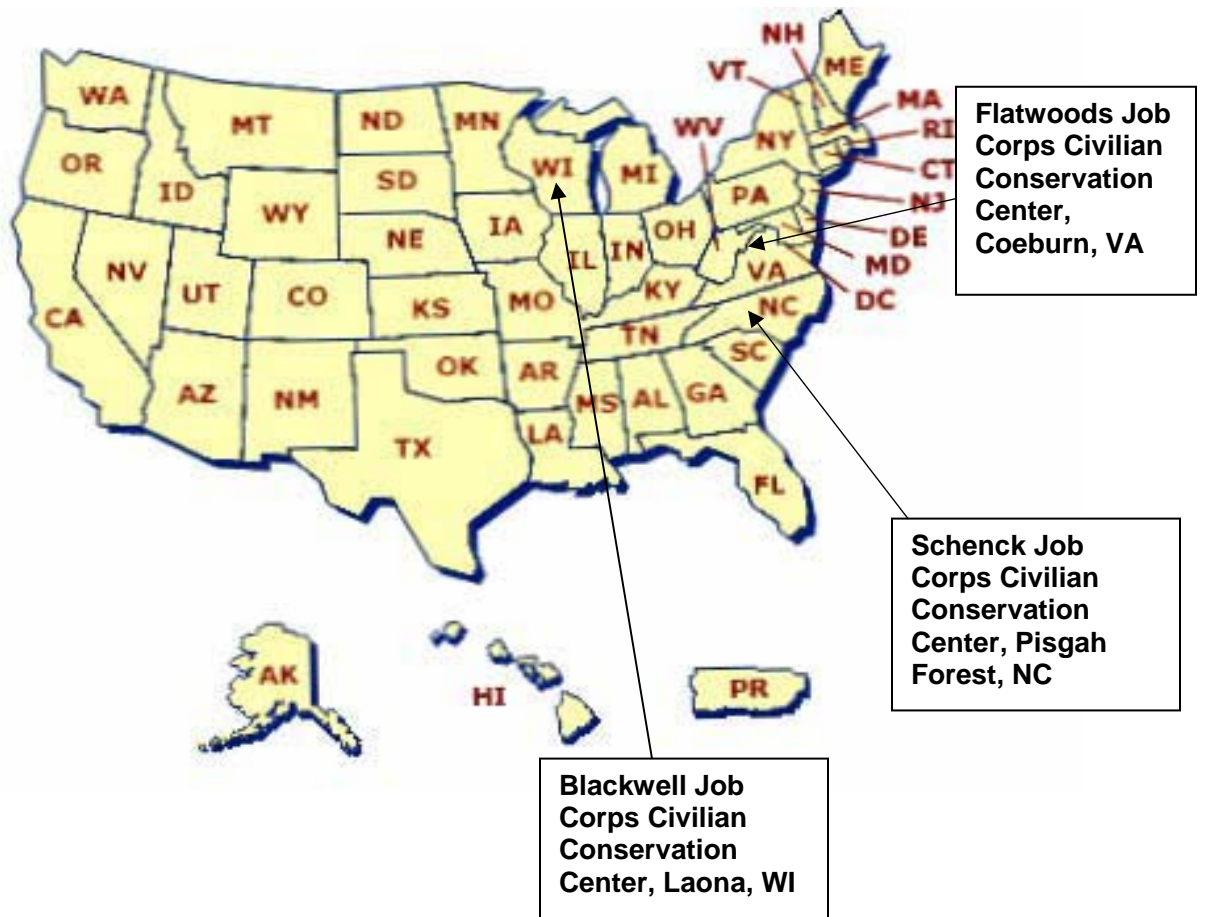 NH
ME
VT
WA
MA
MT
ND
MN
WV
NY
RI
OR
CT
ID
SD
WI
MI
WY
PA
NJ
IA
NE
OH
DE
IL
IN
MD
NV
VA
UT
CO
DC
KS
MO
KY
CA
NC
TN
OK
AR
SC
AZ
NM
MS
AL
GA
LA
TX
FL
AK
HI
PR
Flatwoods Job
Corps Civilian
Conservation
Center,
Coeburn, VA
Schenck Job
Corps Civilian
Conservation
Center, Pisgah
Forest, NC
Blackwell Job
Corps Civilian
Conservation
Center, Laona, WI